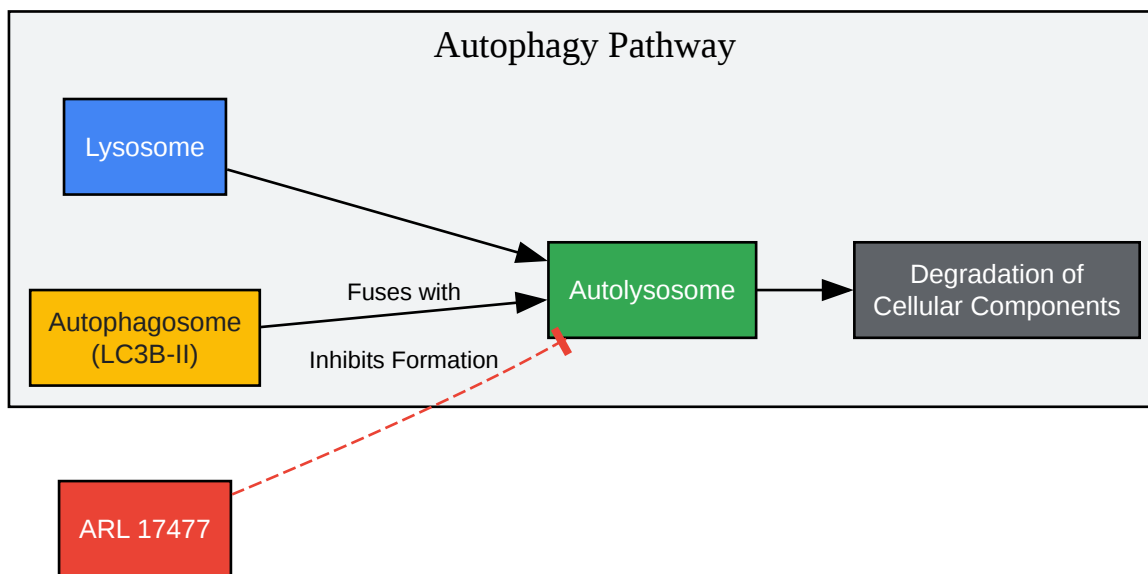 Autophagy Pathway
Lysosome
Autophagosome
(LC3B-II)
Fuses with
Inhibits Formation
Autolysosome
Degradation of
Cellular Components
ARL 17477